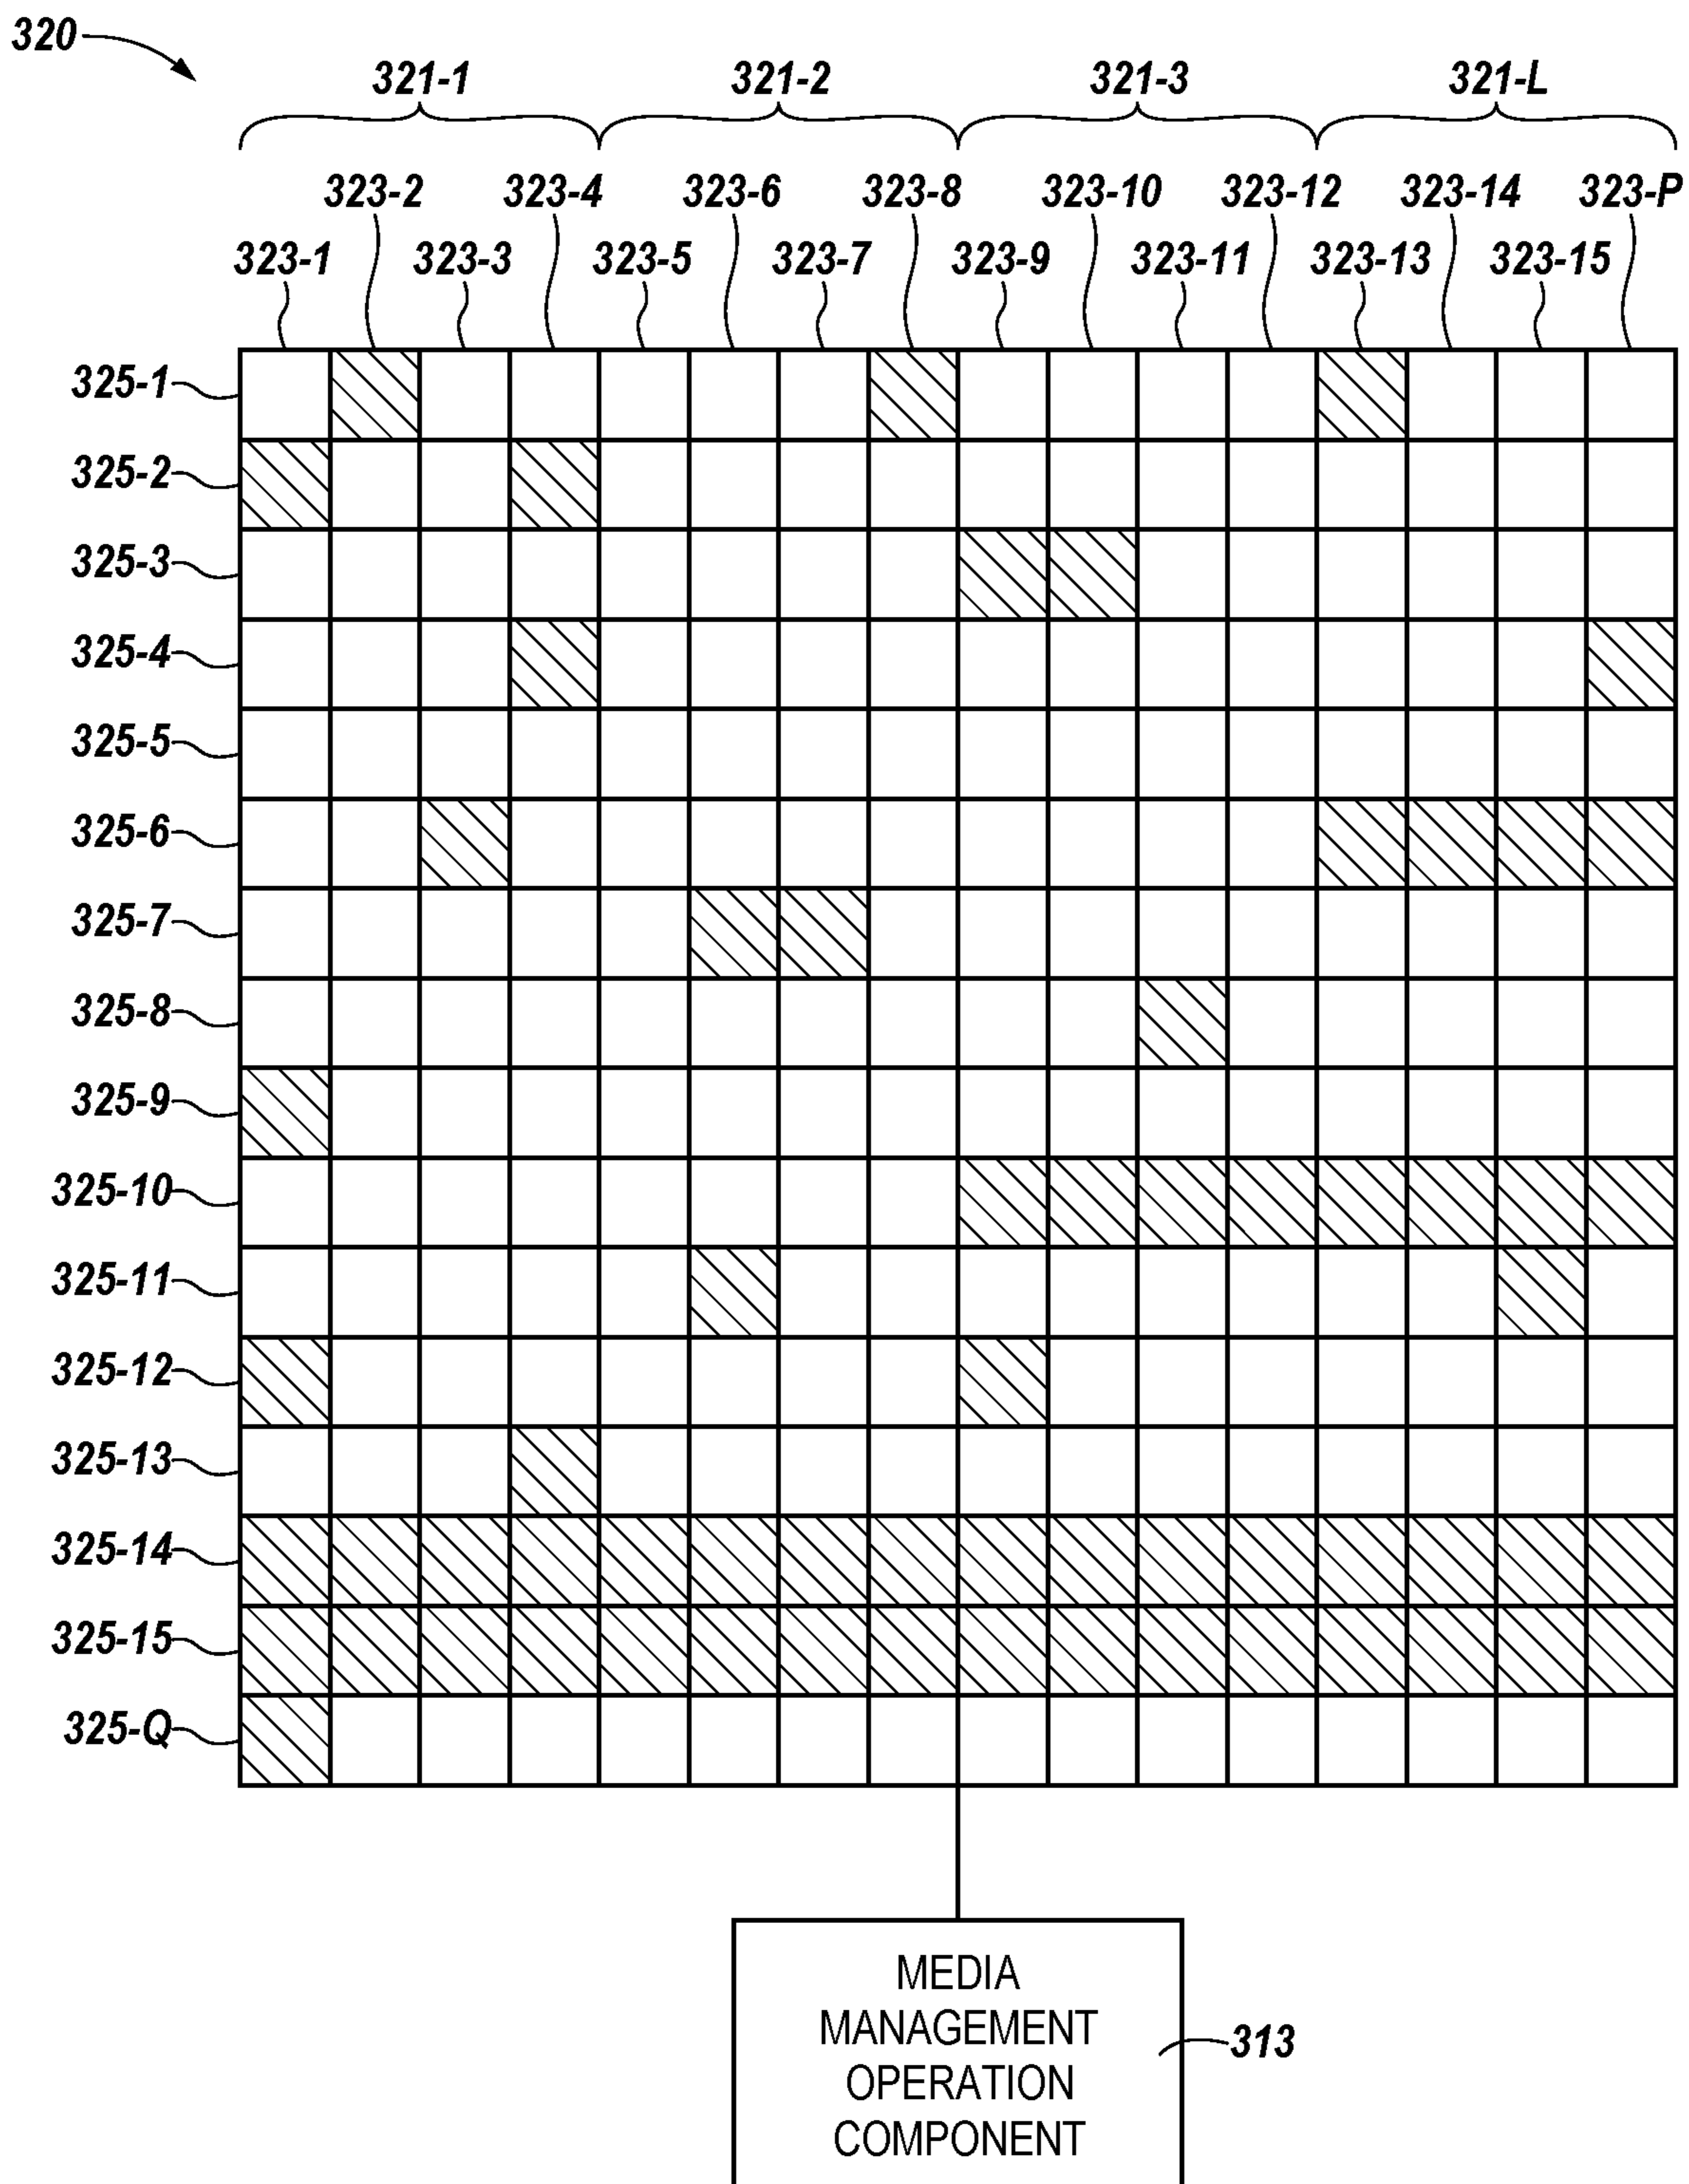 320
321-1 321-2 321-3 321-L
323-2 323-4 323-6 323-8 323-10 323-12 323-14 323-P
323-1 323-3 323-5 323-7 323-9 323-11 323-13 323-15
325-1
325-2
325-3
325-4
325-5
325-6
325-7
325-8
325-9
325-10
325-11
325-12
325-13
325-14
325-15
325-Q
MEDIA
MANAGEMENT
OPERATION
COMPONENT
313